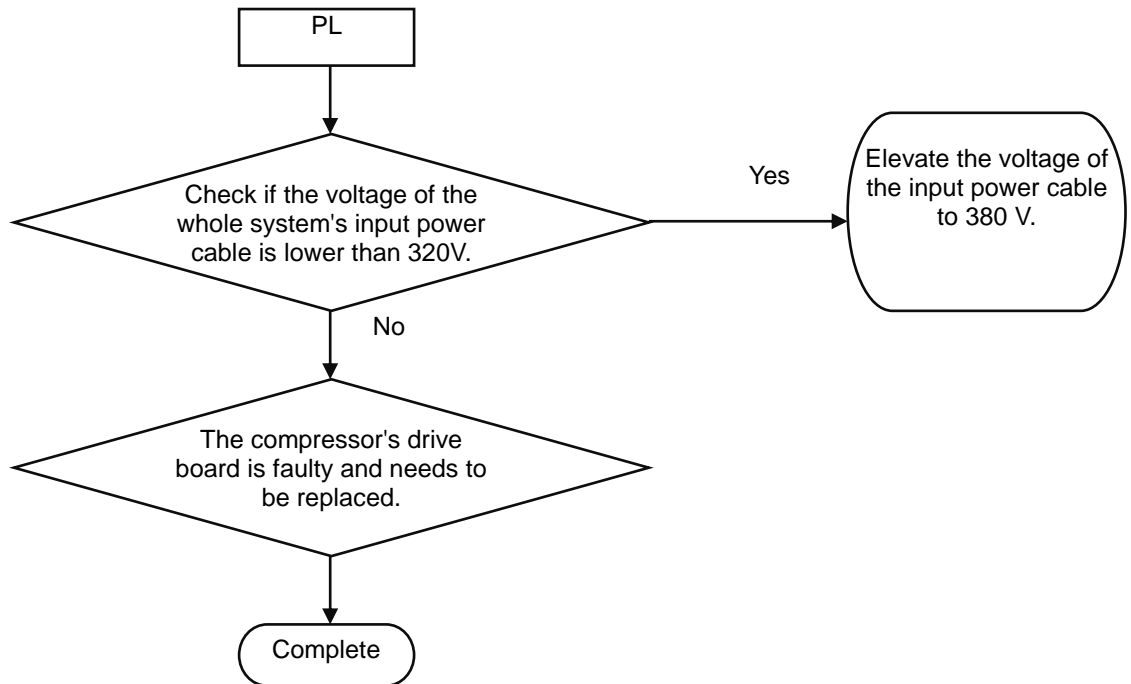 PL
Check if the voltage of the
whole system's input power
cable is lower than 320V.
Yes
Elevate the voltage of
the input power cable
to 380 V.
No
The compressor's drive
board is faulty and needs to
be replaced.
Complete